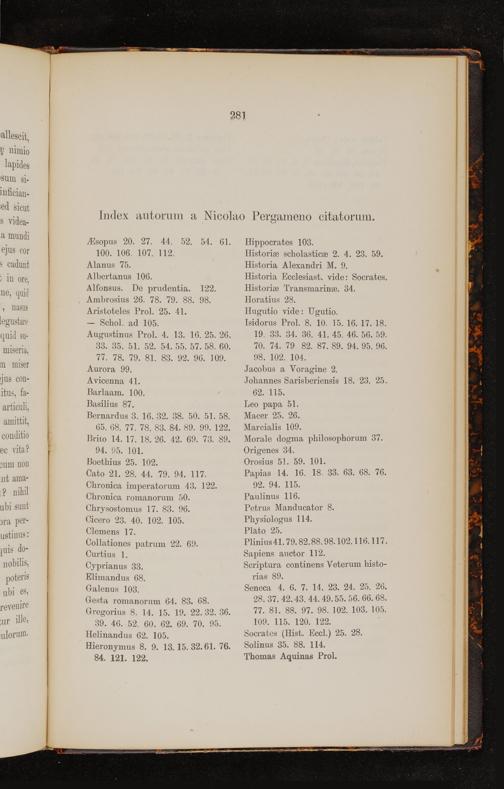 281
Index autorum a Nicolao Pergameno citatorum.
Æsopus 20. 27. 44. 52. 54. 61.
100. 106. 107. 112.
Alanus 75.
Albertanus 106.
Alfonsus. De prudentia. 122.
Ambrosius 26. 78. 79. 88. 98.
Aristoteles Prol. 25. 41.
— Schol. ad 105.
Augustinus Prol. 4. 13. 16. 25. 26.
33. 35. 51. 52. 54. 55. 57. 58. 60.
77. 78. 79. 81. 83. 92. 96. 109.
Aurora 99.
Avicenna 41.
Barlaam. 100.
Basilius 87.
Bernardus 3. 16. 32. 38. 50. 51. 58.
65. 68. 77. 78. 83. 84. 89. 99. 122.
Brito 14. 17. 18. 26. 42. 69. 73. 89.
94. 95. 101.
Boethius 25. 102.
Cato 21. 28. 44. 79. 94. 117.
Chronica imperatorum 43. 122.
Chronica romanorum 50.
Chrysostomus 17. 83. 96.
Cicero 23. 40. 102. 105.
Clemens 17.
Collationes patrum 22. 69.
Curtius 1.
Cyprianus 33.
Elimandus 68.
Galenus 103.
Gesta romanorum 64. 83. 68.
Gregorius 8. 14. 15. 19. 22. 32. 36.
39. 46. 52. 60. 62. 69. 70. 95.
Helinandus 62. 105.
Hieronymus 8. 9. 13. 15. 32. 61. 76.
84. 121. 122.
Hippocrates 103.
Historiæ scholasticæ 2. 4. 23. 59.
Historia Alexandri M. 9.
Historia Ecclesiast. vide: Socrates.
Historiæ Transmarinæ. 34.
Horatius 28.
Hugutio vide: Ugutio.
Isidorus Prol. 8. 10. 15. 16. 17. 18.
19. 33. 34. 36. 41. 45. 46. 56. 59.
70. 74. 79 82. 87. 89. 94. 95. 96.
98. 102. 104.
Jacobus a Voragine 2.
Johannes Sarisberiensis 18. 23. 25.
62. 115.
Leo papa 51.
Macer 25. 26.
Marcialis 109.
Morale dogma philosophorum 37.
Origenes 34.
Orosius 51. 59. 101.
Papias 14. 16. 18. 33. 63. 68. 76.
92. 94. 115.
Paulinus 116.
Petrus Manducator 8.
Physiologus 114.
Plato 25.
Plinius 41. 79. 82. 88. 98. 102. 116. 117.
Sapiens auctor 112.
Scriptura continens Veterum histo-
rias 89.
Seneca 4. 6. 7. 14. 23. 24. 25. 26.
28. 37. 42. 43. 44. 49. 55. 56. 66. 68.
77. 81. 88. 97. 98. 102. 103. 105.
109. 115. 120. 122.
Socrates (Hist. Eccl.) 25. 28.
Solinus 35. 88. 114.
Thomas Aquinas Prol.